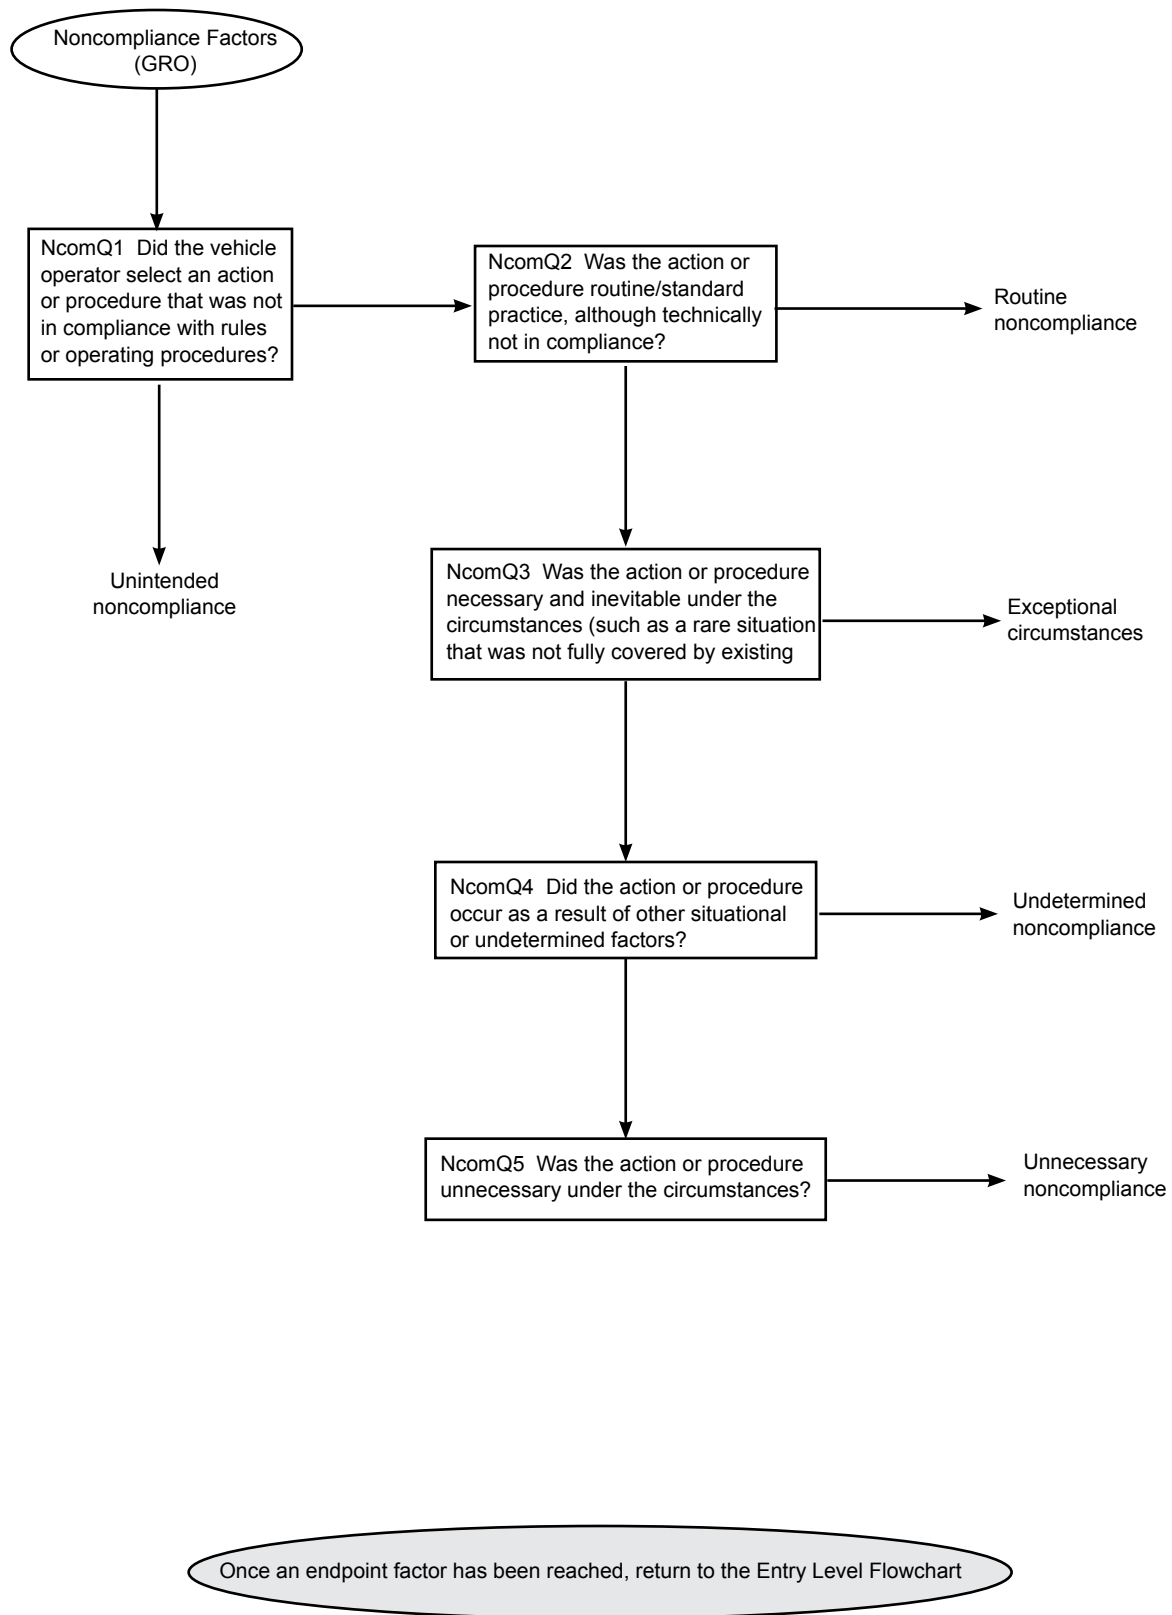 Noncompliance Factors
(GRO)
NcomQ1  Did the vehicle
operator select an action
or procedure that was not
in compliance with rules
or operating procedures?
NcomQ2  Was the action or
procedure routine/standard
practice, although technically
not in compliance?
Routine
noncompliance
Unintended
noncompliance
NcomQ3  Was the action or procedure
necessary and inevitable under the
circumstances (such as a rare situation
that was not fully covered by existing
Exceptional
circumstances
NcomQ4  Did the action or procedure
occur as a result of other situational
or undetermined factors?
Undetermined
noncompliance
NcomQ5  Was the action or procedure
unnecessary under the circumstances?
Unnecessary
noncompliance
Once an endpoint factor has been reached, return to the Entry Level Flowchart